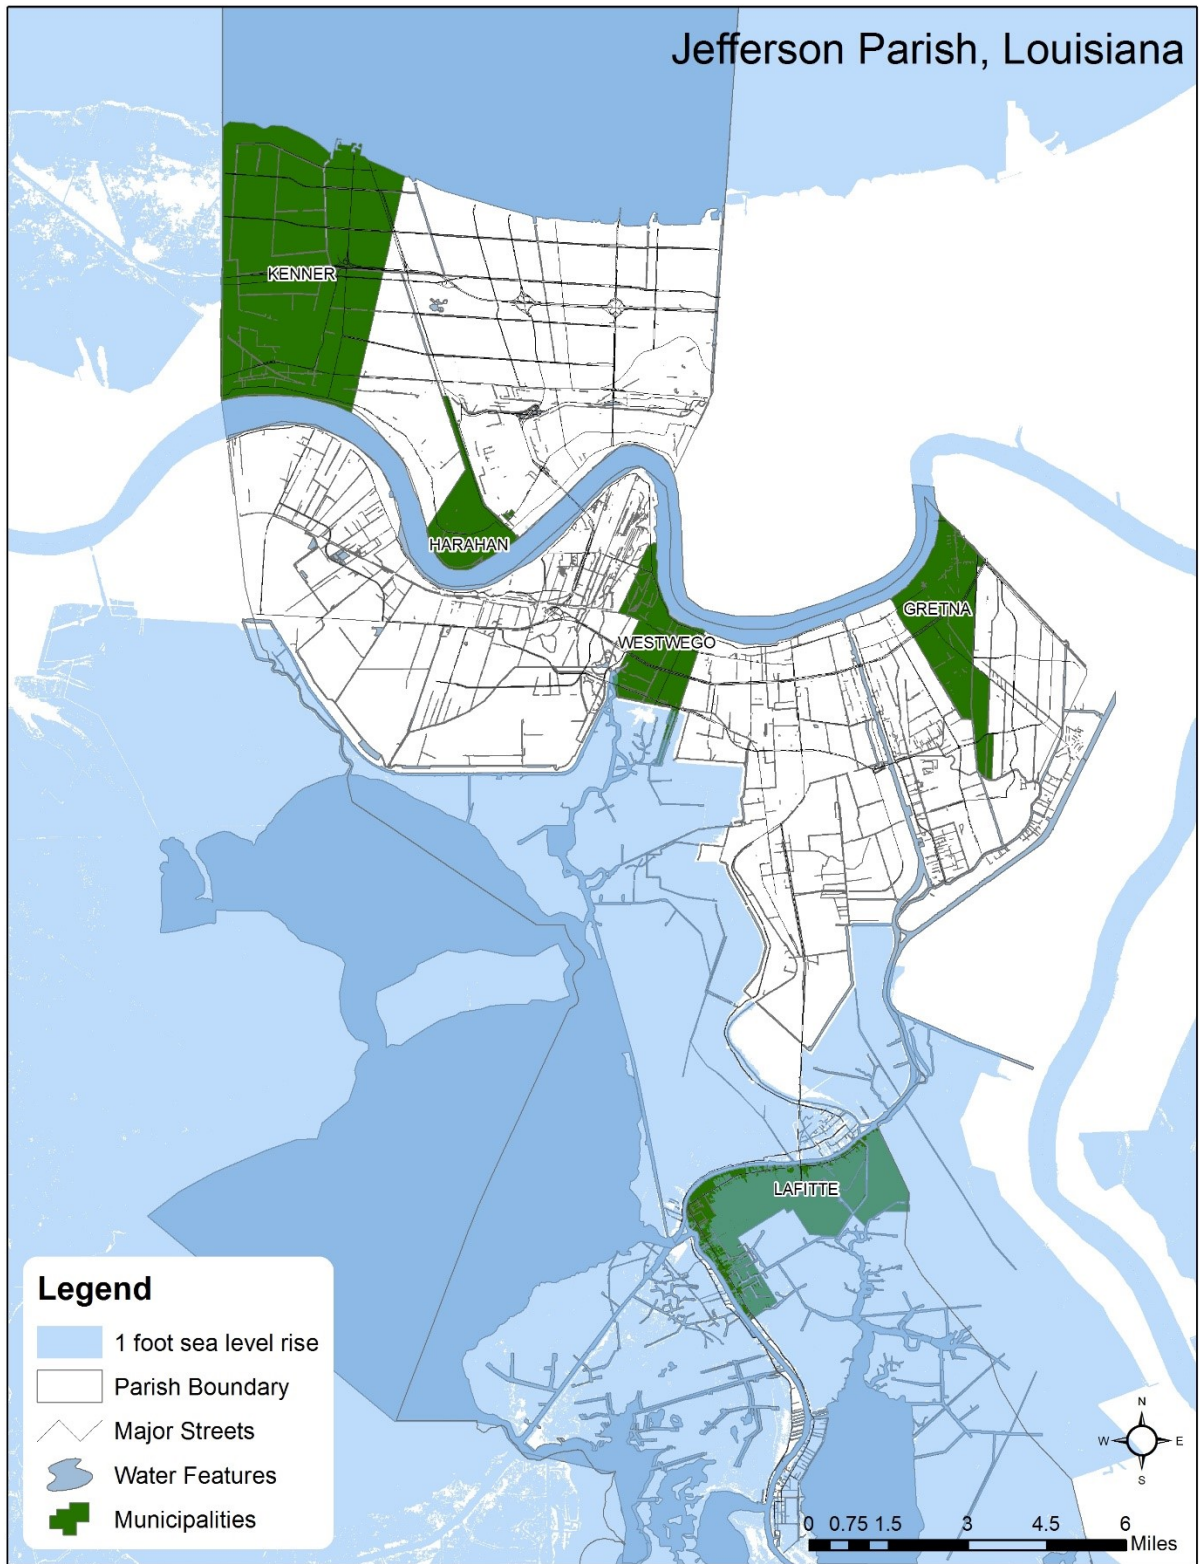 Jefferson Parish, Louisiana
KENNER
HARAHAN
GRETNA
WESTWEGO
LAFITTE
Legend
1 foot sea level rise
Parish Boundary
Major Streets
Water Features
Municipalities
N
W E
S
0 0.75 1.5 3 4.5 6
Miles